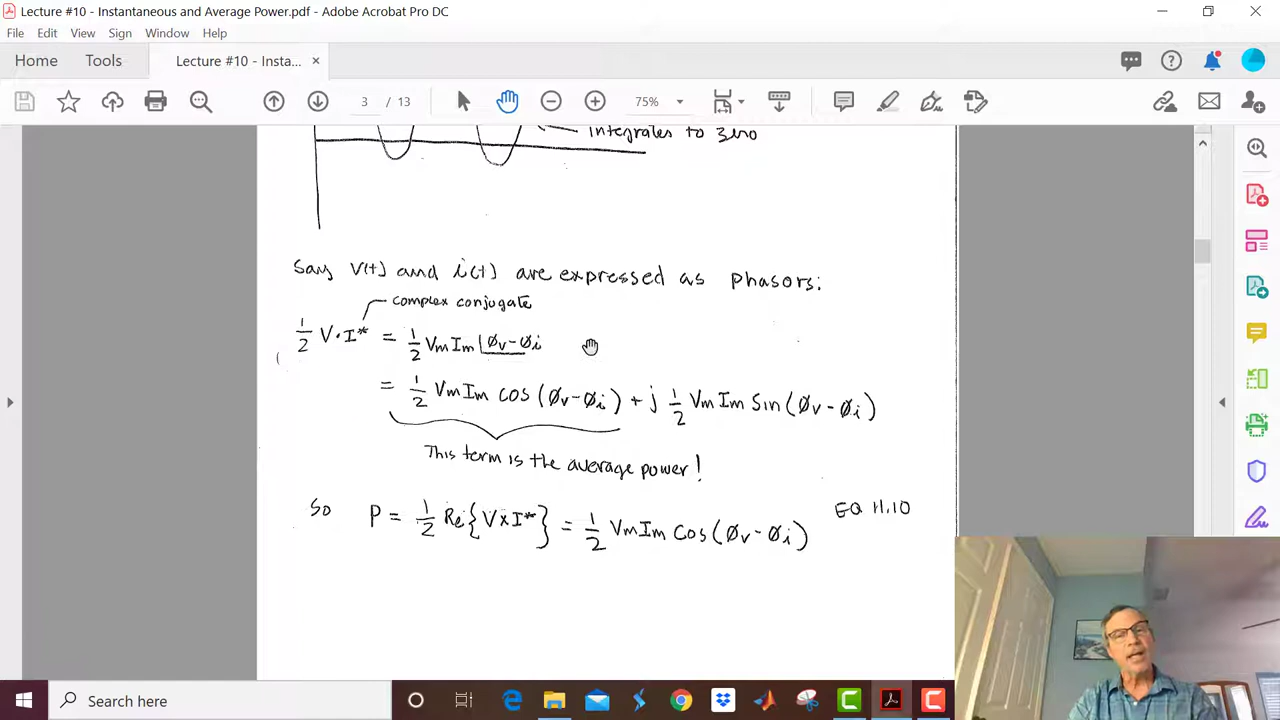 Lecture #10 - Instantaneous and Average Power.pdf - Adobe Acrobat Pro DC
File Edit View Sign Window Help
Home Tools Lecture #10 - Insta... ×
3 / 13 75%
integrates to zero
Say v(t) and i(t) are expressed as phasors:
complex conjugate
1/2 V·I* = 1/2 VmIm∠Øv-Øi
= 1/2 VmIm cos(Øv-Øi) + j 1/2 VmIm Sin(Øv-Øi)
This term is the average power!
So P = 1/2 Re{V×I*} = 1/2 VmIm Cos(Øv-Øi) EQ 11.10
Search here